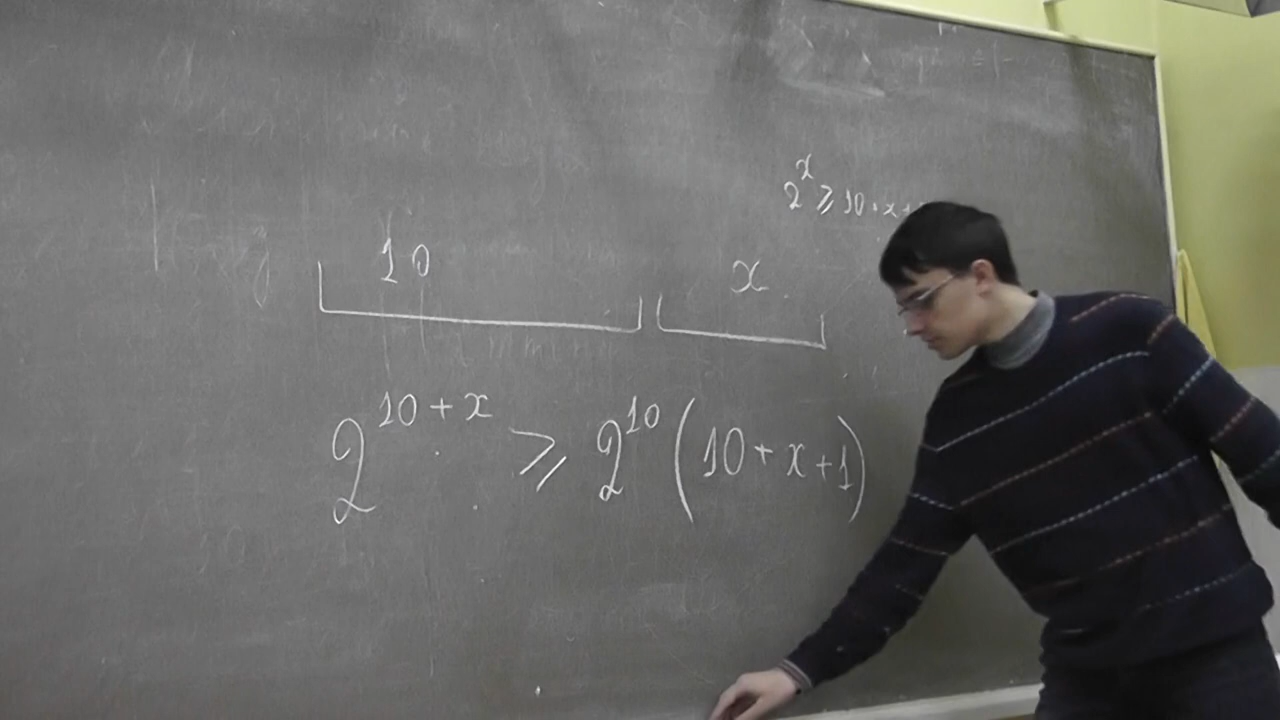 2^x ⩾ 10 + x +
10 x
2^{10 + x} ⩾ 2^{10} (10 + x + 1)